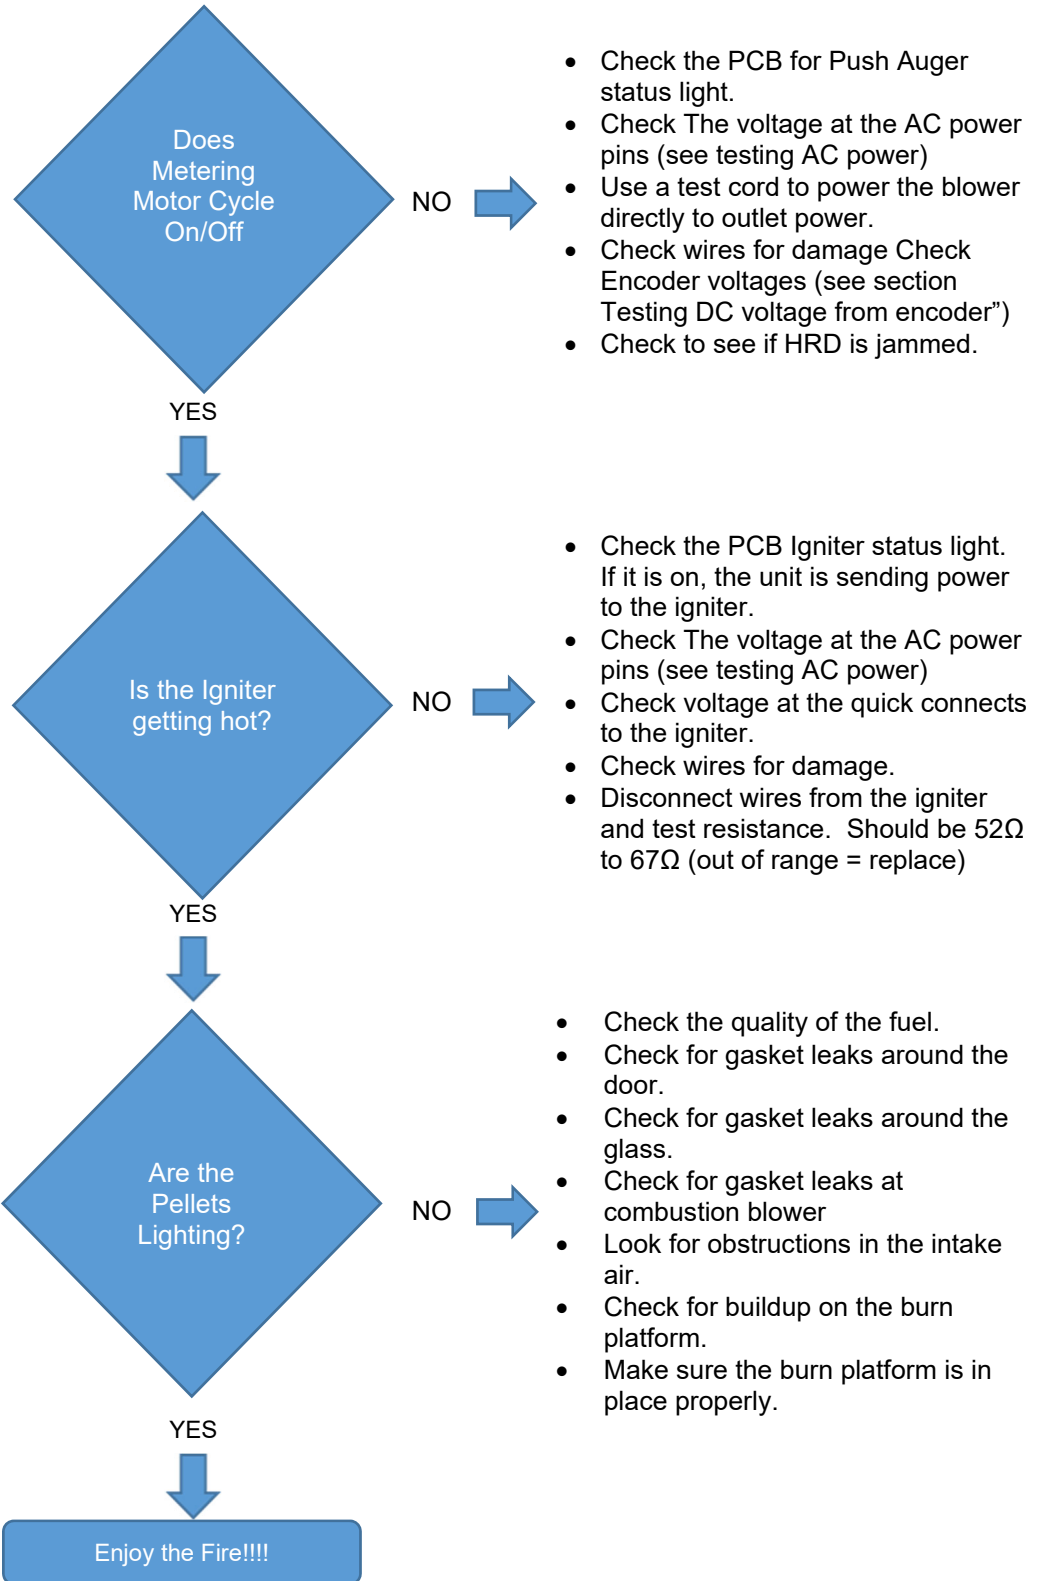 Does
Metering
Motor Cycle
On/Off
NO
• Check the PCB for Push Auger
status light.
• Check The voltage at the AC power
pins (see testing AC power)
• Use a test cord to power the blower
directly to outlet power.
• Check wires for damage Check
Encoder voltages (see section
Testing DC voltage from encoder”)
• Check to see if HRD is jammed.
YES
Is the Igniter
getting hot?
NO
• Check the PCB Igniter status light.
If it is on, the unit is sending power
to the igniter.
• Check The voltage at the AC power
pins (see testing AC power)
• Check voltage at the quick connects
to the igniter.
• Check wires for damage.
• Disconnect wires from the igniter
and test resistance.  Should be 52Ω
to 67Ω (out of range = replace)
YES
Are the
Pellets
Lighting?
NO
• Check the quality of the fuel.
• Check for gasket leaks around the
door.
• Check for gasket leaks around the
glass.
• Check for gasket leaks at
combustion blower
• Look for obstructions in the intake
air.
• Check for buildup on the burn
platform.
• Make sure the burn platform is in
place properly.
YES
Enjoy the Fire!!!!